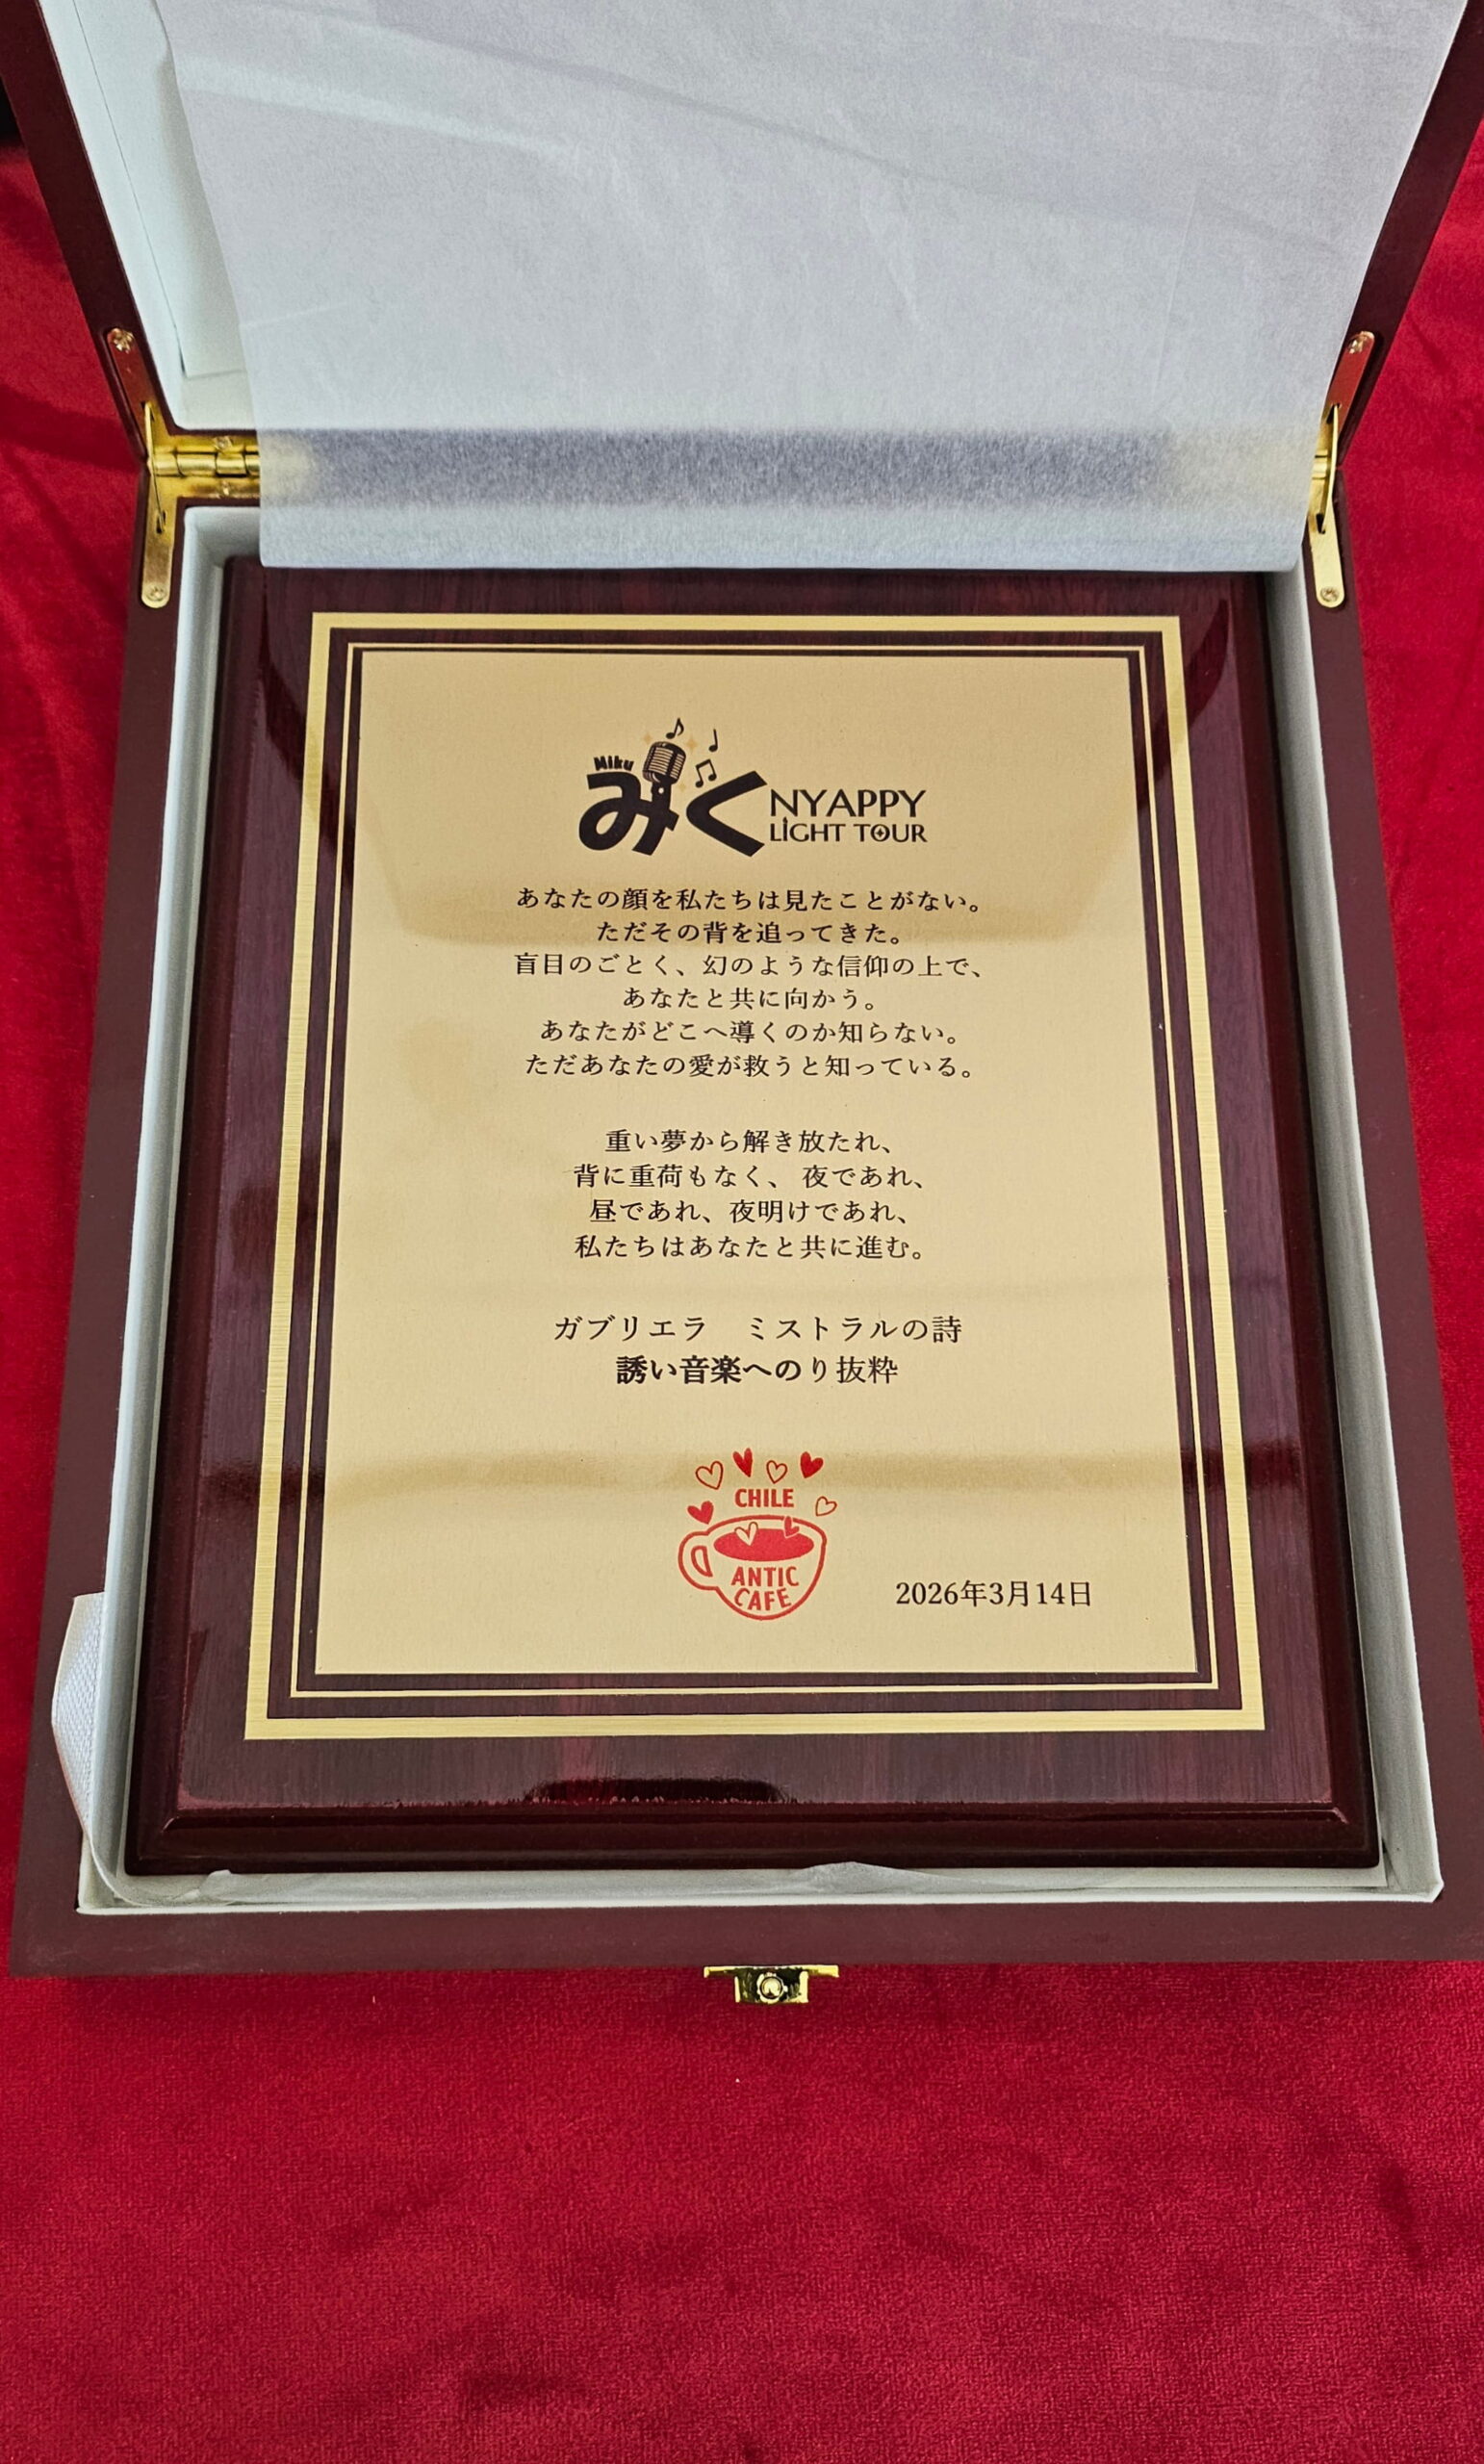 Miku
みく NYAPPY
LIGHT TOUR
あなたの顔を私たちは見たことがない。
ただその背を追ってきた。
盲目のごとく、幻のような信仰の上で、
あなたと共に向かう。
あなたがどこへ導くのか知らない。
ただあなたの愛が救うと知っている。
重い夢から解き放たれ、
背に重荷もなく、 夜であれ、
昼であれ、夜明けであれ、
私たちはあなたと共に進む。
ガブリエラ　ミストラルの詩
誘い音楽へのり抜粋
CHILE
ANTIC
CAFE
2026年3月14日